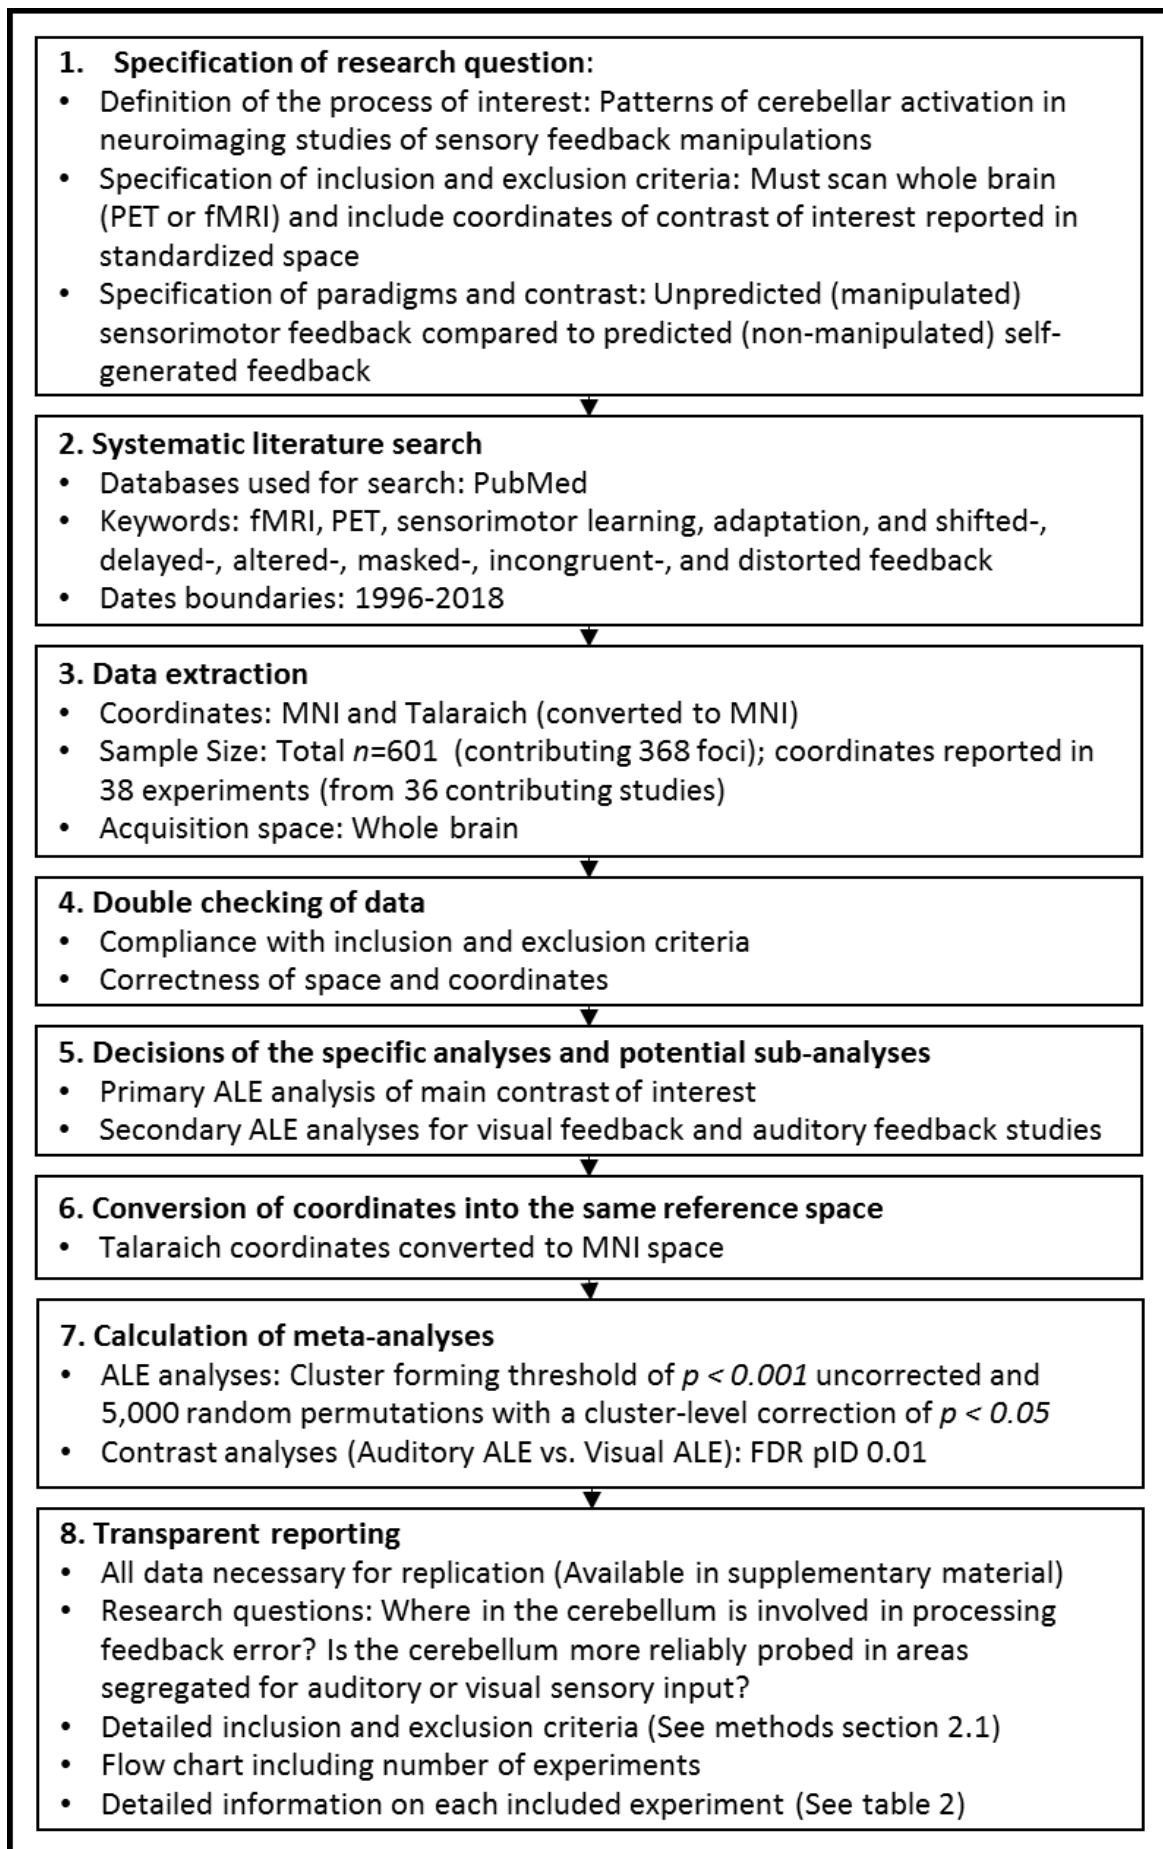 1. Specification of research question:
• Definition of the process of interest: Patterns of cerebellar activation in
neuroimaging studies of sensory feedback manipulations
• Specification of inclusion and exclusion criteria: Must scan whole brain
(PET or fMRI) and include coordinates of contrast of interest reported in
standardized space
• Specification of paradigms and contrast: Unpredicted (manipulated)
sensorimotor feedback compared to predicted (non-manipulated) self-
generated feedback
2. Systematic literature search
• Databases used for search: PubMed
• Keywords: fMRI, PET, sensorimotor learning, adaptation, and shifted-,
delayed-, altered-, masked-, incongruent-, and distorted feedback
• Dates boundaries: 1996-2018
3. Data extraction
• Coordinates: MNI and Talaraich (converted to MNI)
• Sample Size: Total n=601 (contributing 368 foci); coordinates reported in
38 experiments (from 36 contributing studies)
• Acquisition space: Whole brain
4. Double checking of data
• Compliance with inclusion and exclusion criteria
• Correctness of space and coordinates
5. Decisions of the specific analyses and potential sub-analyses
• Primary ALE analysis of main contrast of interest
• Secondary ALE analyses for visual feedback and auditory feedback studies
6. Conversion of coordinates into the same reference space
• Talaraich coordinates converted to MNI space
7. Calculation of meta-analyses
• ALE analyses: Cluster forming threshold of p < 0.001 uncorrected and
5,000 random permutations with a cluster-level correction of p < 0.05
• Contrast analyses (Auditory ALE vs. Visual ALE): FDR pID 0.01
8. Transparent reporting
• All data necessary for replication (Available in supplementary material)
• Research questions: Where in the cerebellum is involved in processing
feedback error? Is the cerebellum more reliably probed in areas
segregated for auditory or visual sensory input?
• Detailed inclusion and exclusion criteria (See methods section 2.1)
• Flow chart including number of experiments
• Detailed information on each included experiment (See table 2)